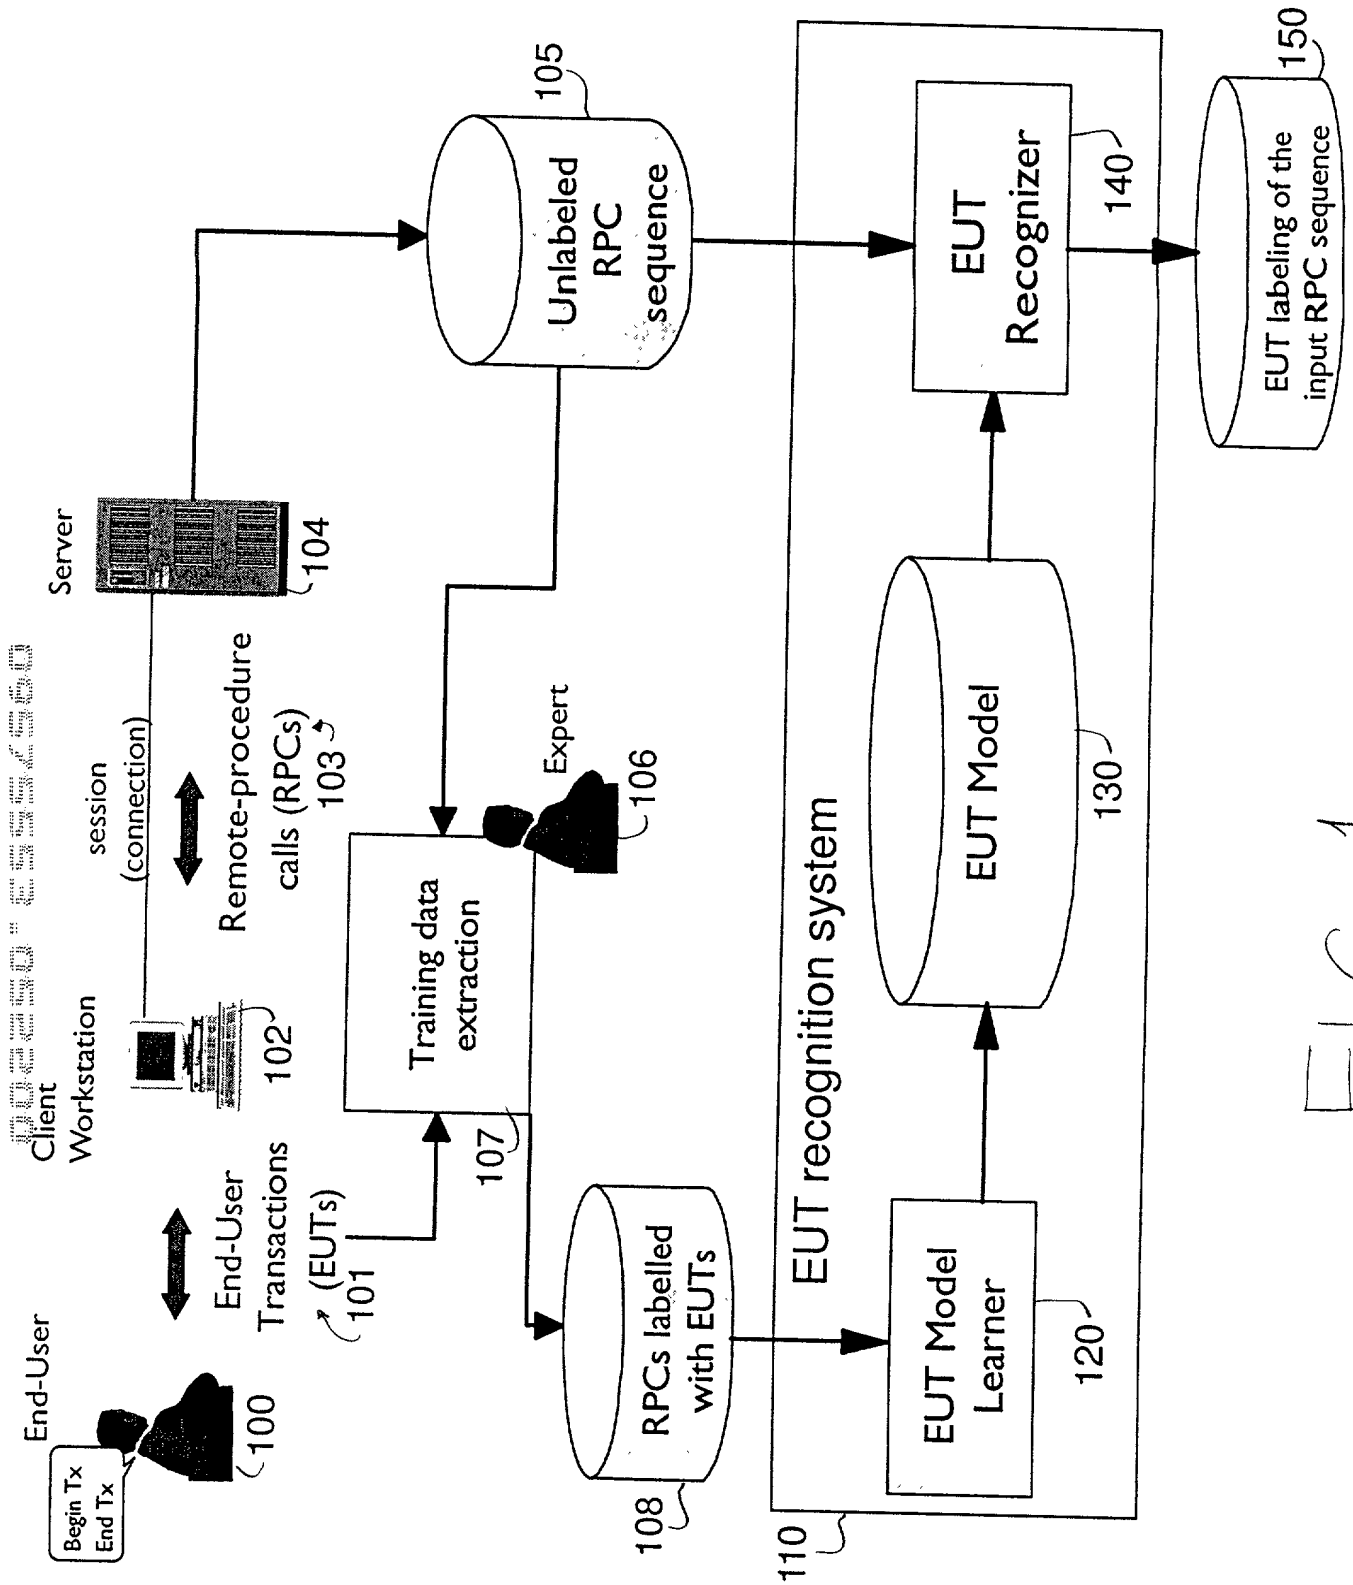 End-User
Begin Tx
End Tx
100
End-User
Transactions
(EUTs)
101
Client
Workstation
102
session
(connection)
Remote-procedure
calls (RPCs)
103
Server
104
Unlabeled
RPC
sequence
105
Expert
106
Training data
extraction
107
RPCs labelled
with EUTs
108
EUT recognition system
110
EUT Model
Learner
120
EUT Model
130
EUT
Recognizer
140
EUT labeling of the
input RPC sequence
150